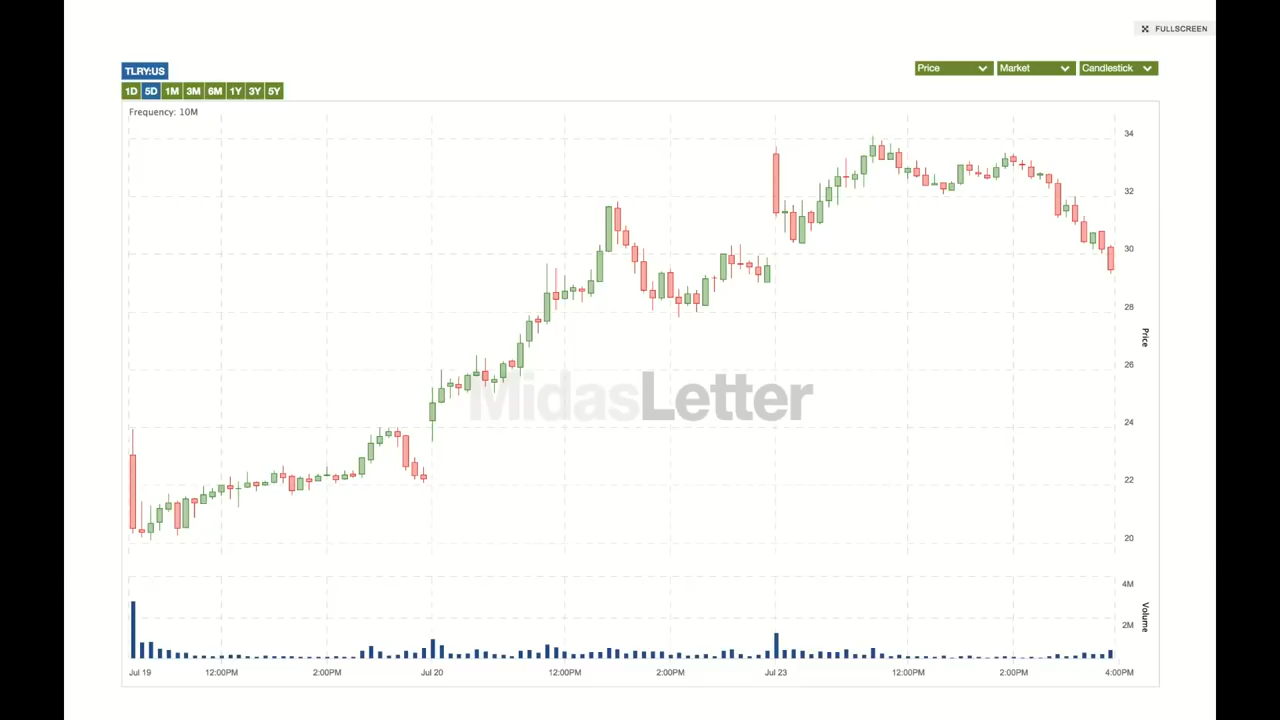 FULLSCREEN
TLRY:US
Price Market Candlestick
1D 5D 1M 3M 6M 1Y 3Y 5Y
Frequency: 10M
34
32
30
28
Price
26
MidasLetter
24
22
20
4M
Volume
2M
Jul 19 12:00PM 2:00PM Jul 20 12:00PM 2:00PM Jul 23 12:00PM 2:00PM 4:00PM